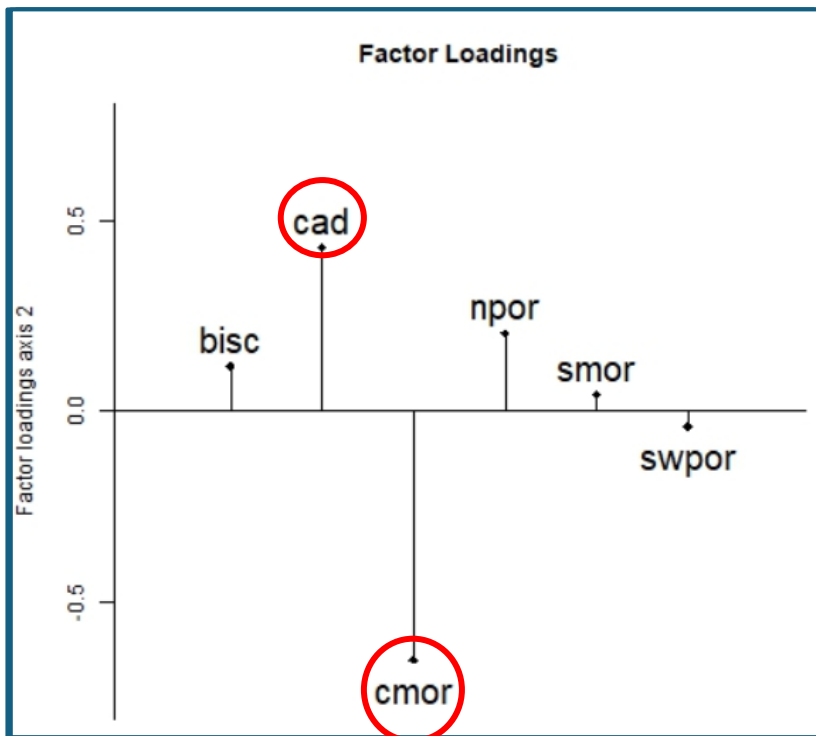 Factor Loadings
Factor loadings axis 2
0.5
0.0
-0.5
cad
npor
bisc
smor
swpor
cmor